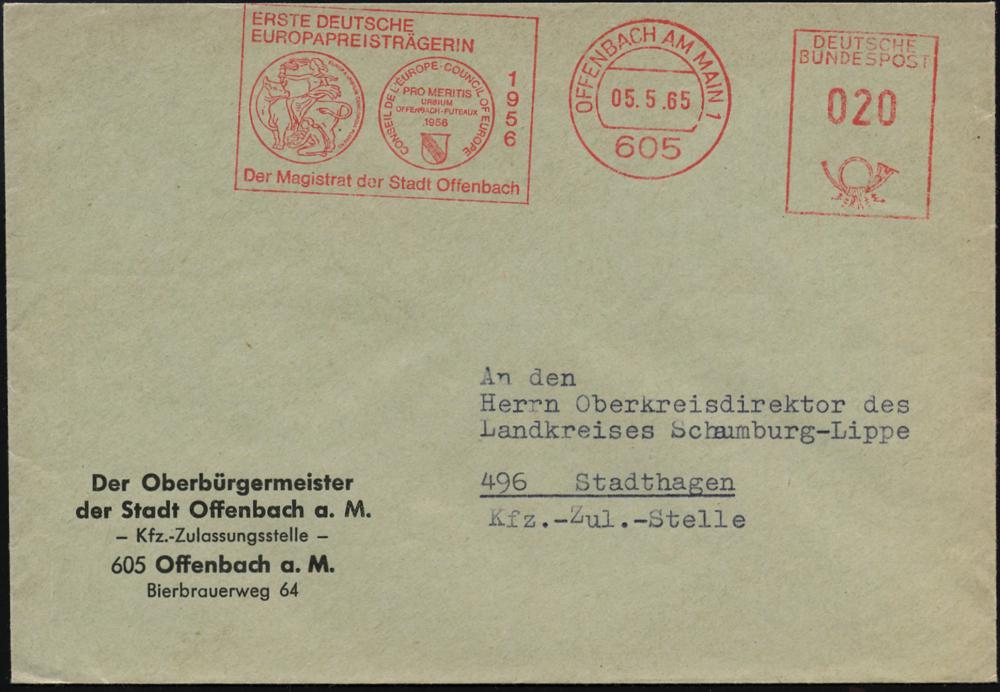 ERSTE DEUTSCHE
EUROPAPREISTRÄGERIN
CONSEIL DE L'EUROPE-COUNCIL OF EUROPE
PRO MERITIS
URBIUM
OFFENBACH-PUTEAUX
1956
1956
Der Magistrat der Stadt Offenbach
OFFENBACH AM MAIN 1
05.5.65
605
DEUTSCHE
BUNDESPOST
020
An den
Herrn Oberkreisdirektor des
Landkreises Schaumburg-Lippe
496 Stadthagen
Kfz.-Zul.-Stelle
Der Oberbürgermeister
der Stadt Offenbach a. M.
– Kfz.-Zulassungsstelle –
605 Offenbach a. M.
Bierbrauerweg 64